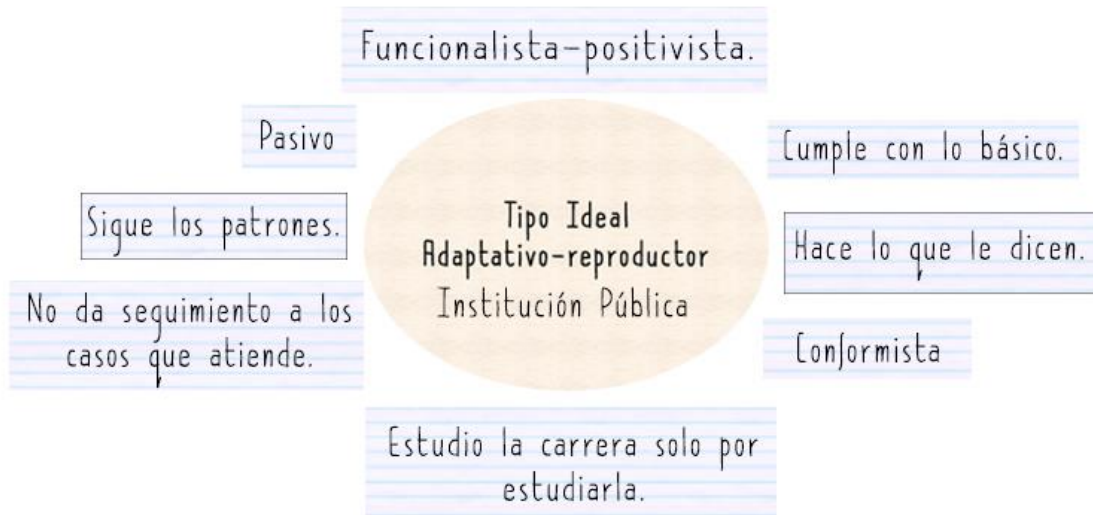 Funcionalista-positivista.
Pasivo
Cumple con lo básico.
Sigue los patrones.
Tipo Ideal
Adaptativo-reproductor
Institución Pública
Hace lo que le dicen.
No da seguimiento a los
casos que atiende.
Conformista
Estudio la carrera solo por
estudiarla.